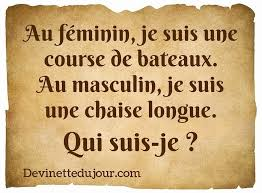 Au féminin, je suis une
course de bateaux.
Au masculin, je suis
une chaise longue.
Qui suis-je ?
Devinettedujour.com